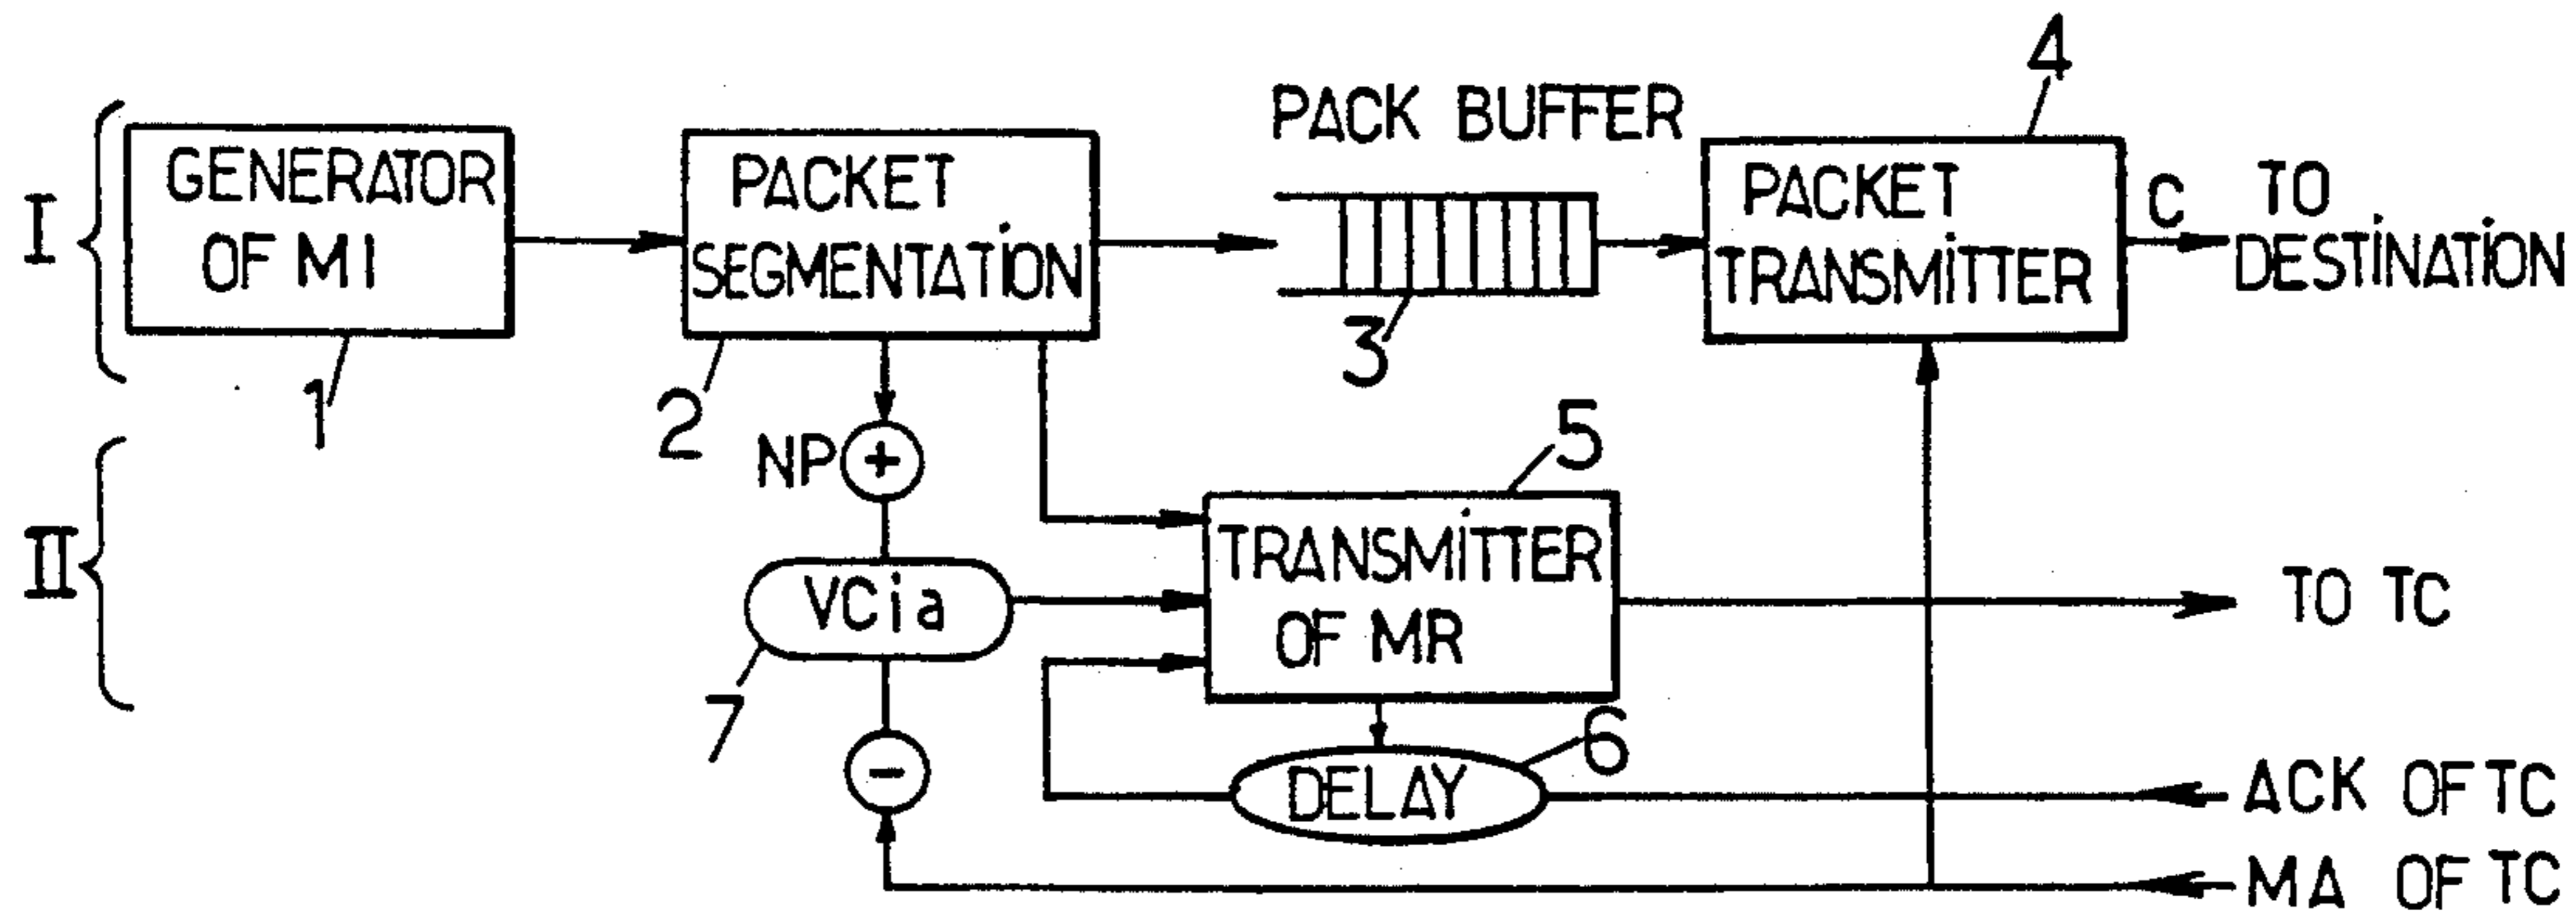 I
GENERATOR
OF MI
1
PACKET
SEGMENTATION
2
PACK BUFFER
3
PACKET
TRANSMITTER
4
C
TO
DESTINATION
II
NP
+
VCia
7
-
TRANSMITTER
OF MR
5
DELAY
6
TO TC
ACK OF TC
MA OF TC